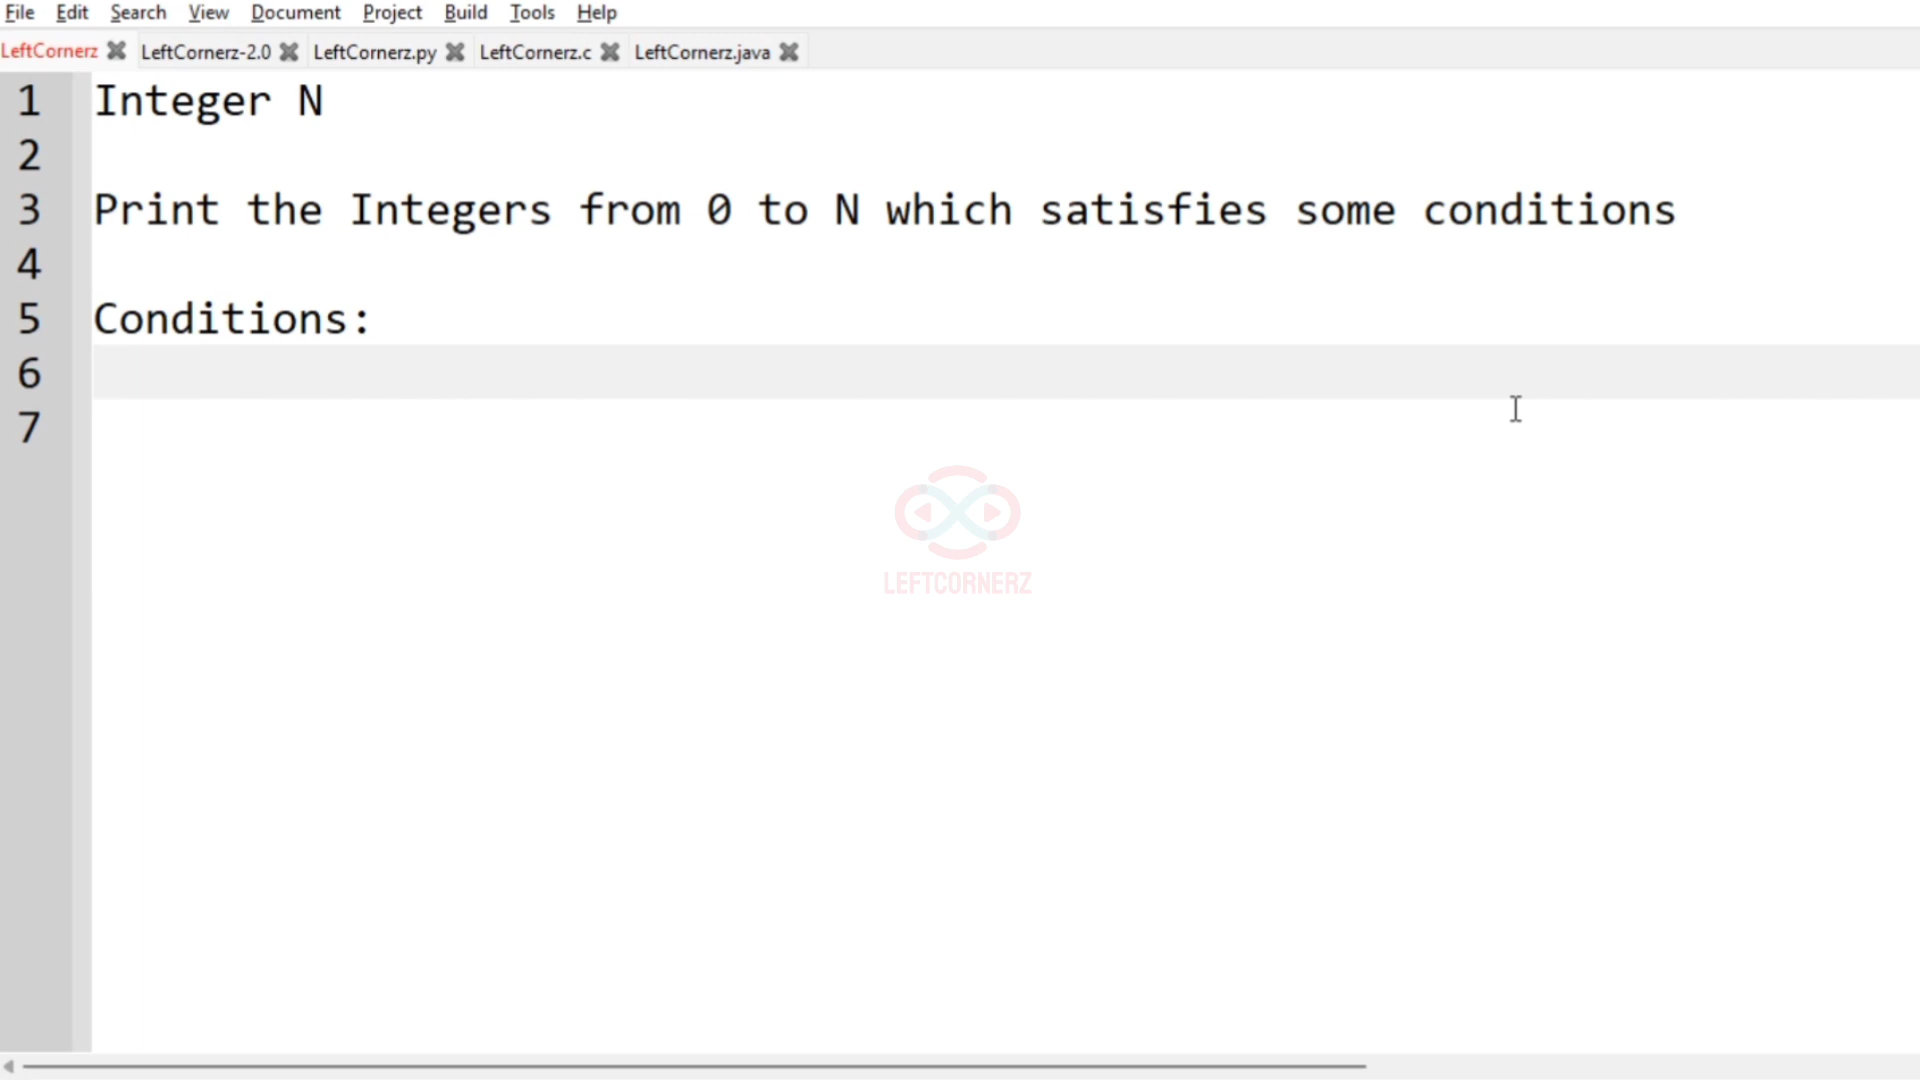 File Edit Search View Document Project Build Tools Help
LeftCornerz LeftCornerz-2.0 LeftCornerz.py LeftCornerz.c LeftCornerz.java
1 Integer N
2
3 Print the Integers from 0 to N which satisfies some conditions
4
5 Conditions:
6
7
LEFTCORNERZ